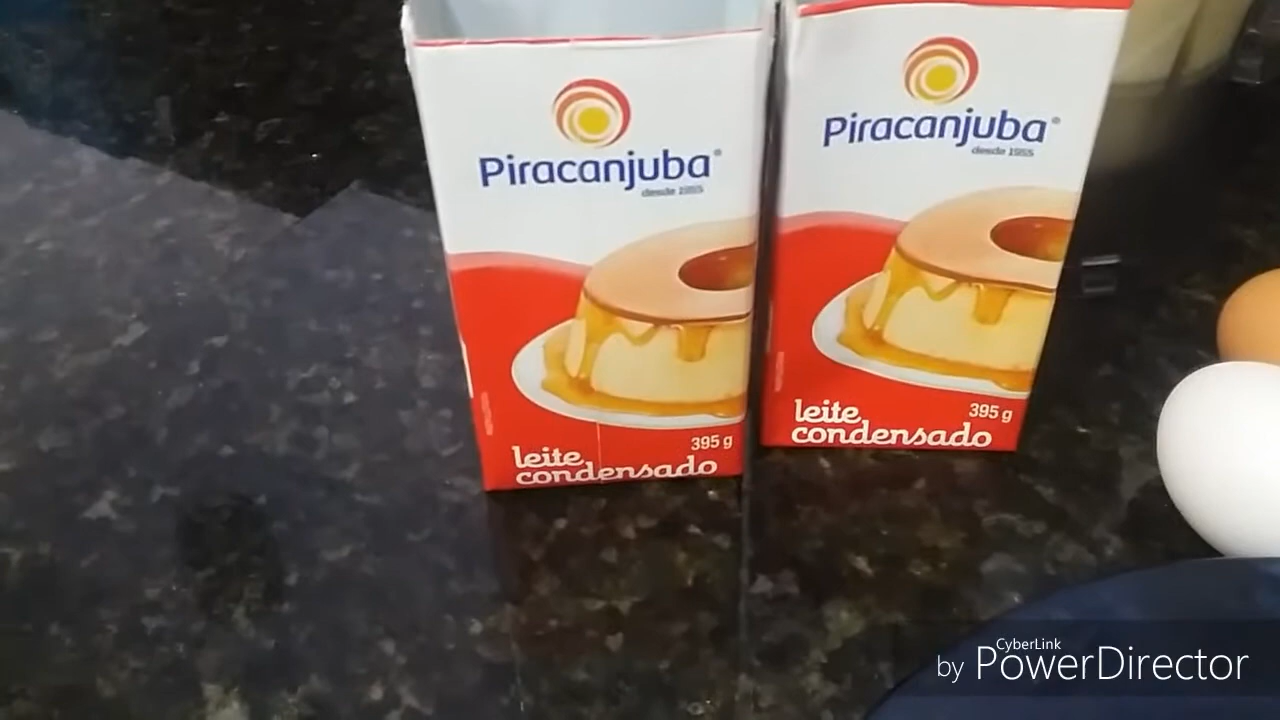 Piracanjuba®
desde 1955
395 g
leite
condensado
Piracanjuba®
desde 1955
395 g
leite
condensado
CyberLink
by PowerDirector